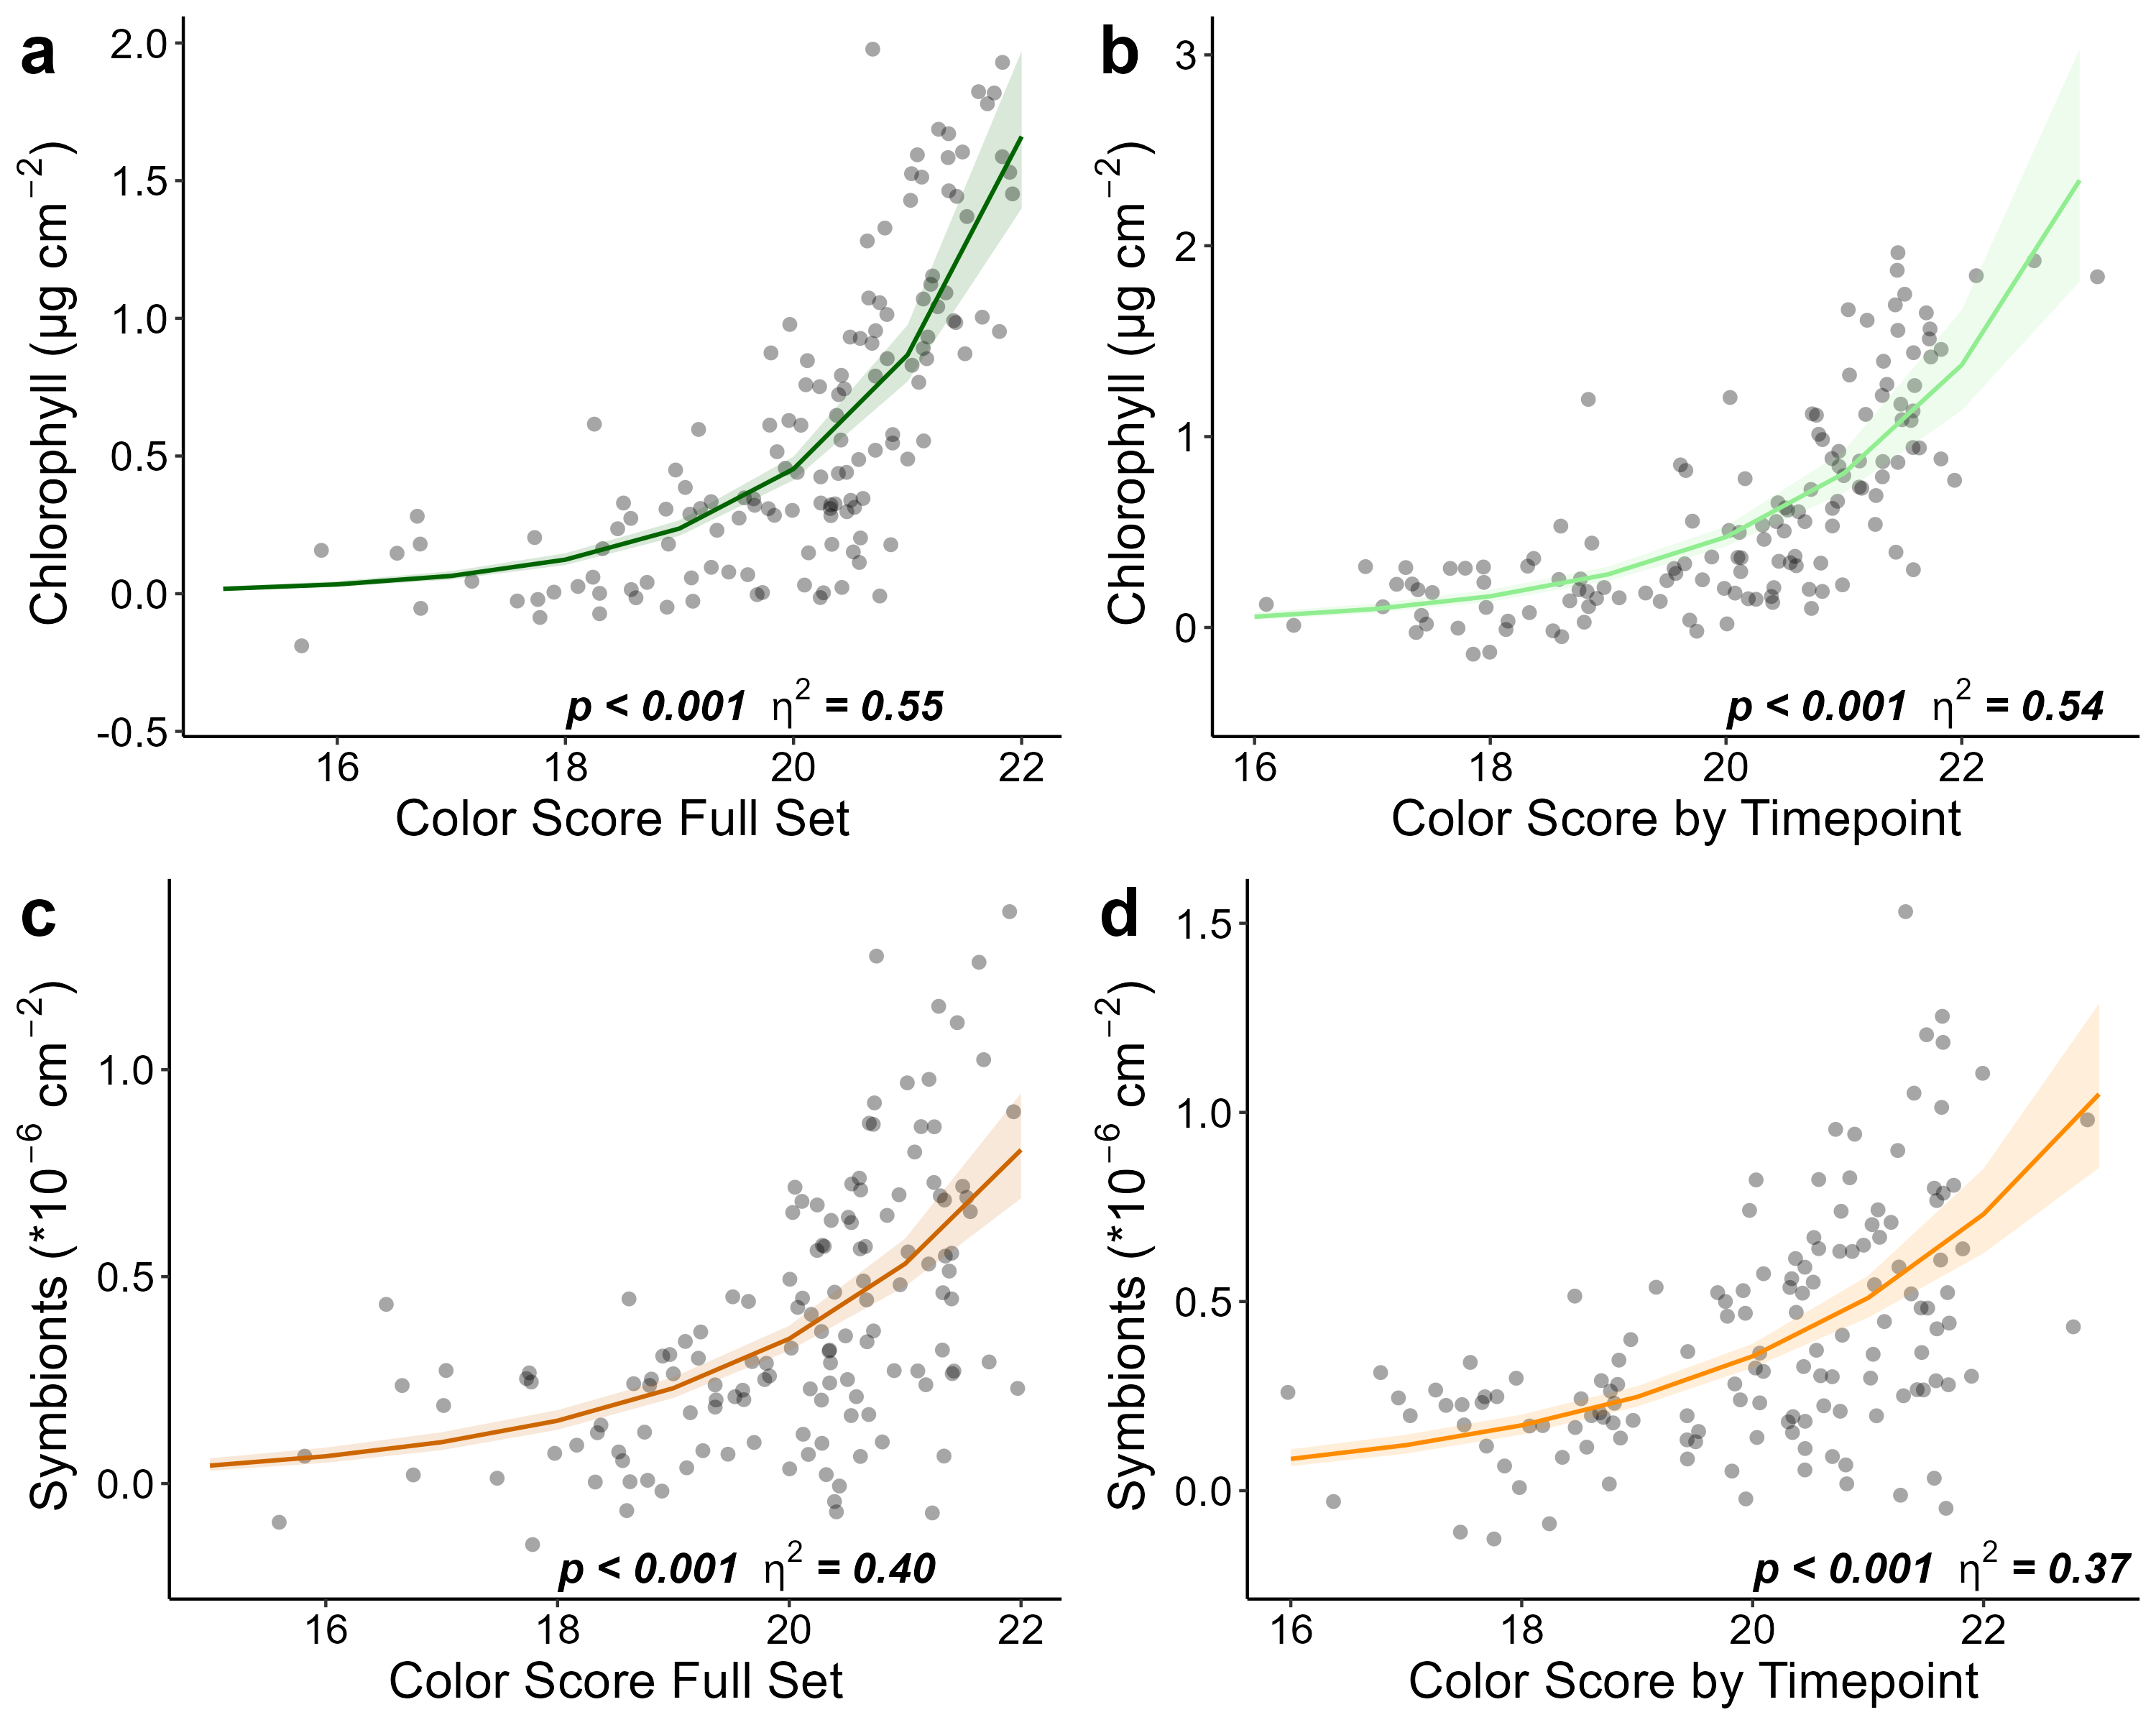 a
Chlorophyll (µg cm⁻²)
2.0
1.5
1.0
0.5
0.0
-0.5
p < 0.001 η² = 0.55
16 18 20 22
Color Score Full Set
b
Chlorophyll (µg cm⁻²)
3
2
1
0
p < 0.001 η² = 0.54
16 18 20 22
Color Score by Timepoint
c
Symbionts (*10⁻⁶ cm⁻²)
1.0
0.5
0.0
p < 0.001 η² = 0.40
16 18 20 22
Color Score Full Set
d
Symbionts (*10⁻⁶ cm⁻²)
1.5
1.0
0.5
0.0
p < 0.001 η² = 0.37
16 18 20 22
Color Score by Timepoint